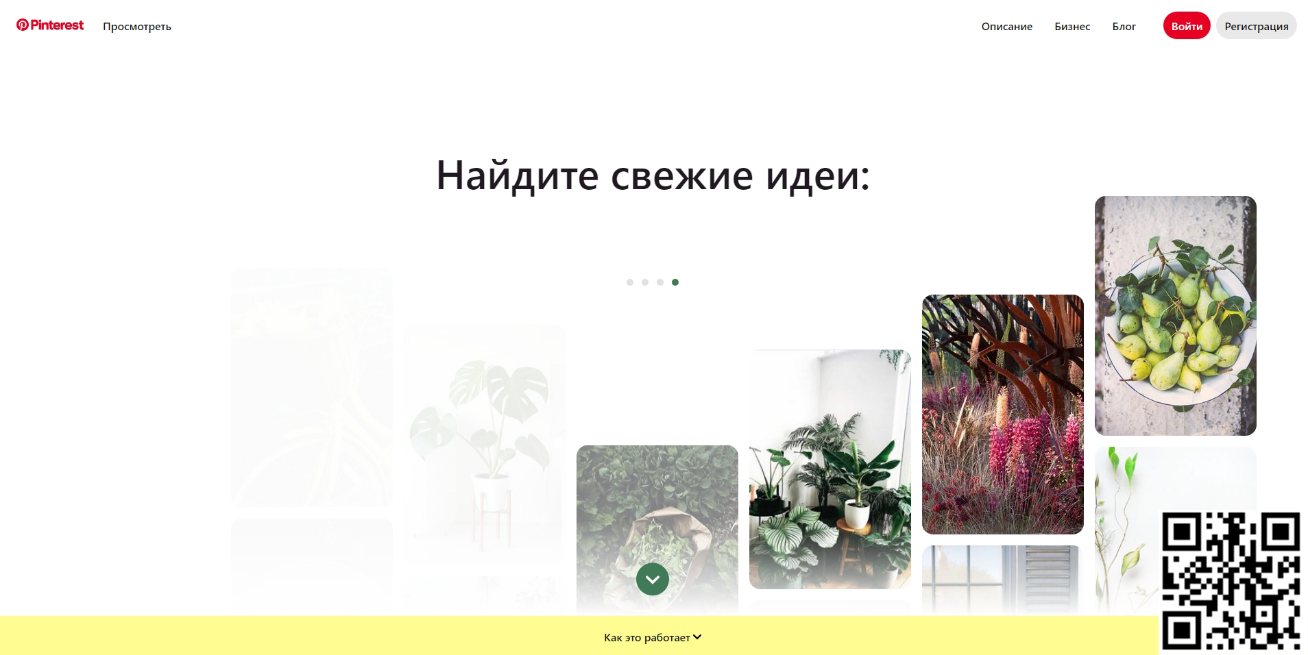 Pinterest
Просмотреть
Описание
Бизнес
Блог
Войти
Регистрация
Найдите свежие идеи:
Как это работает